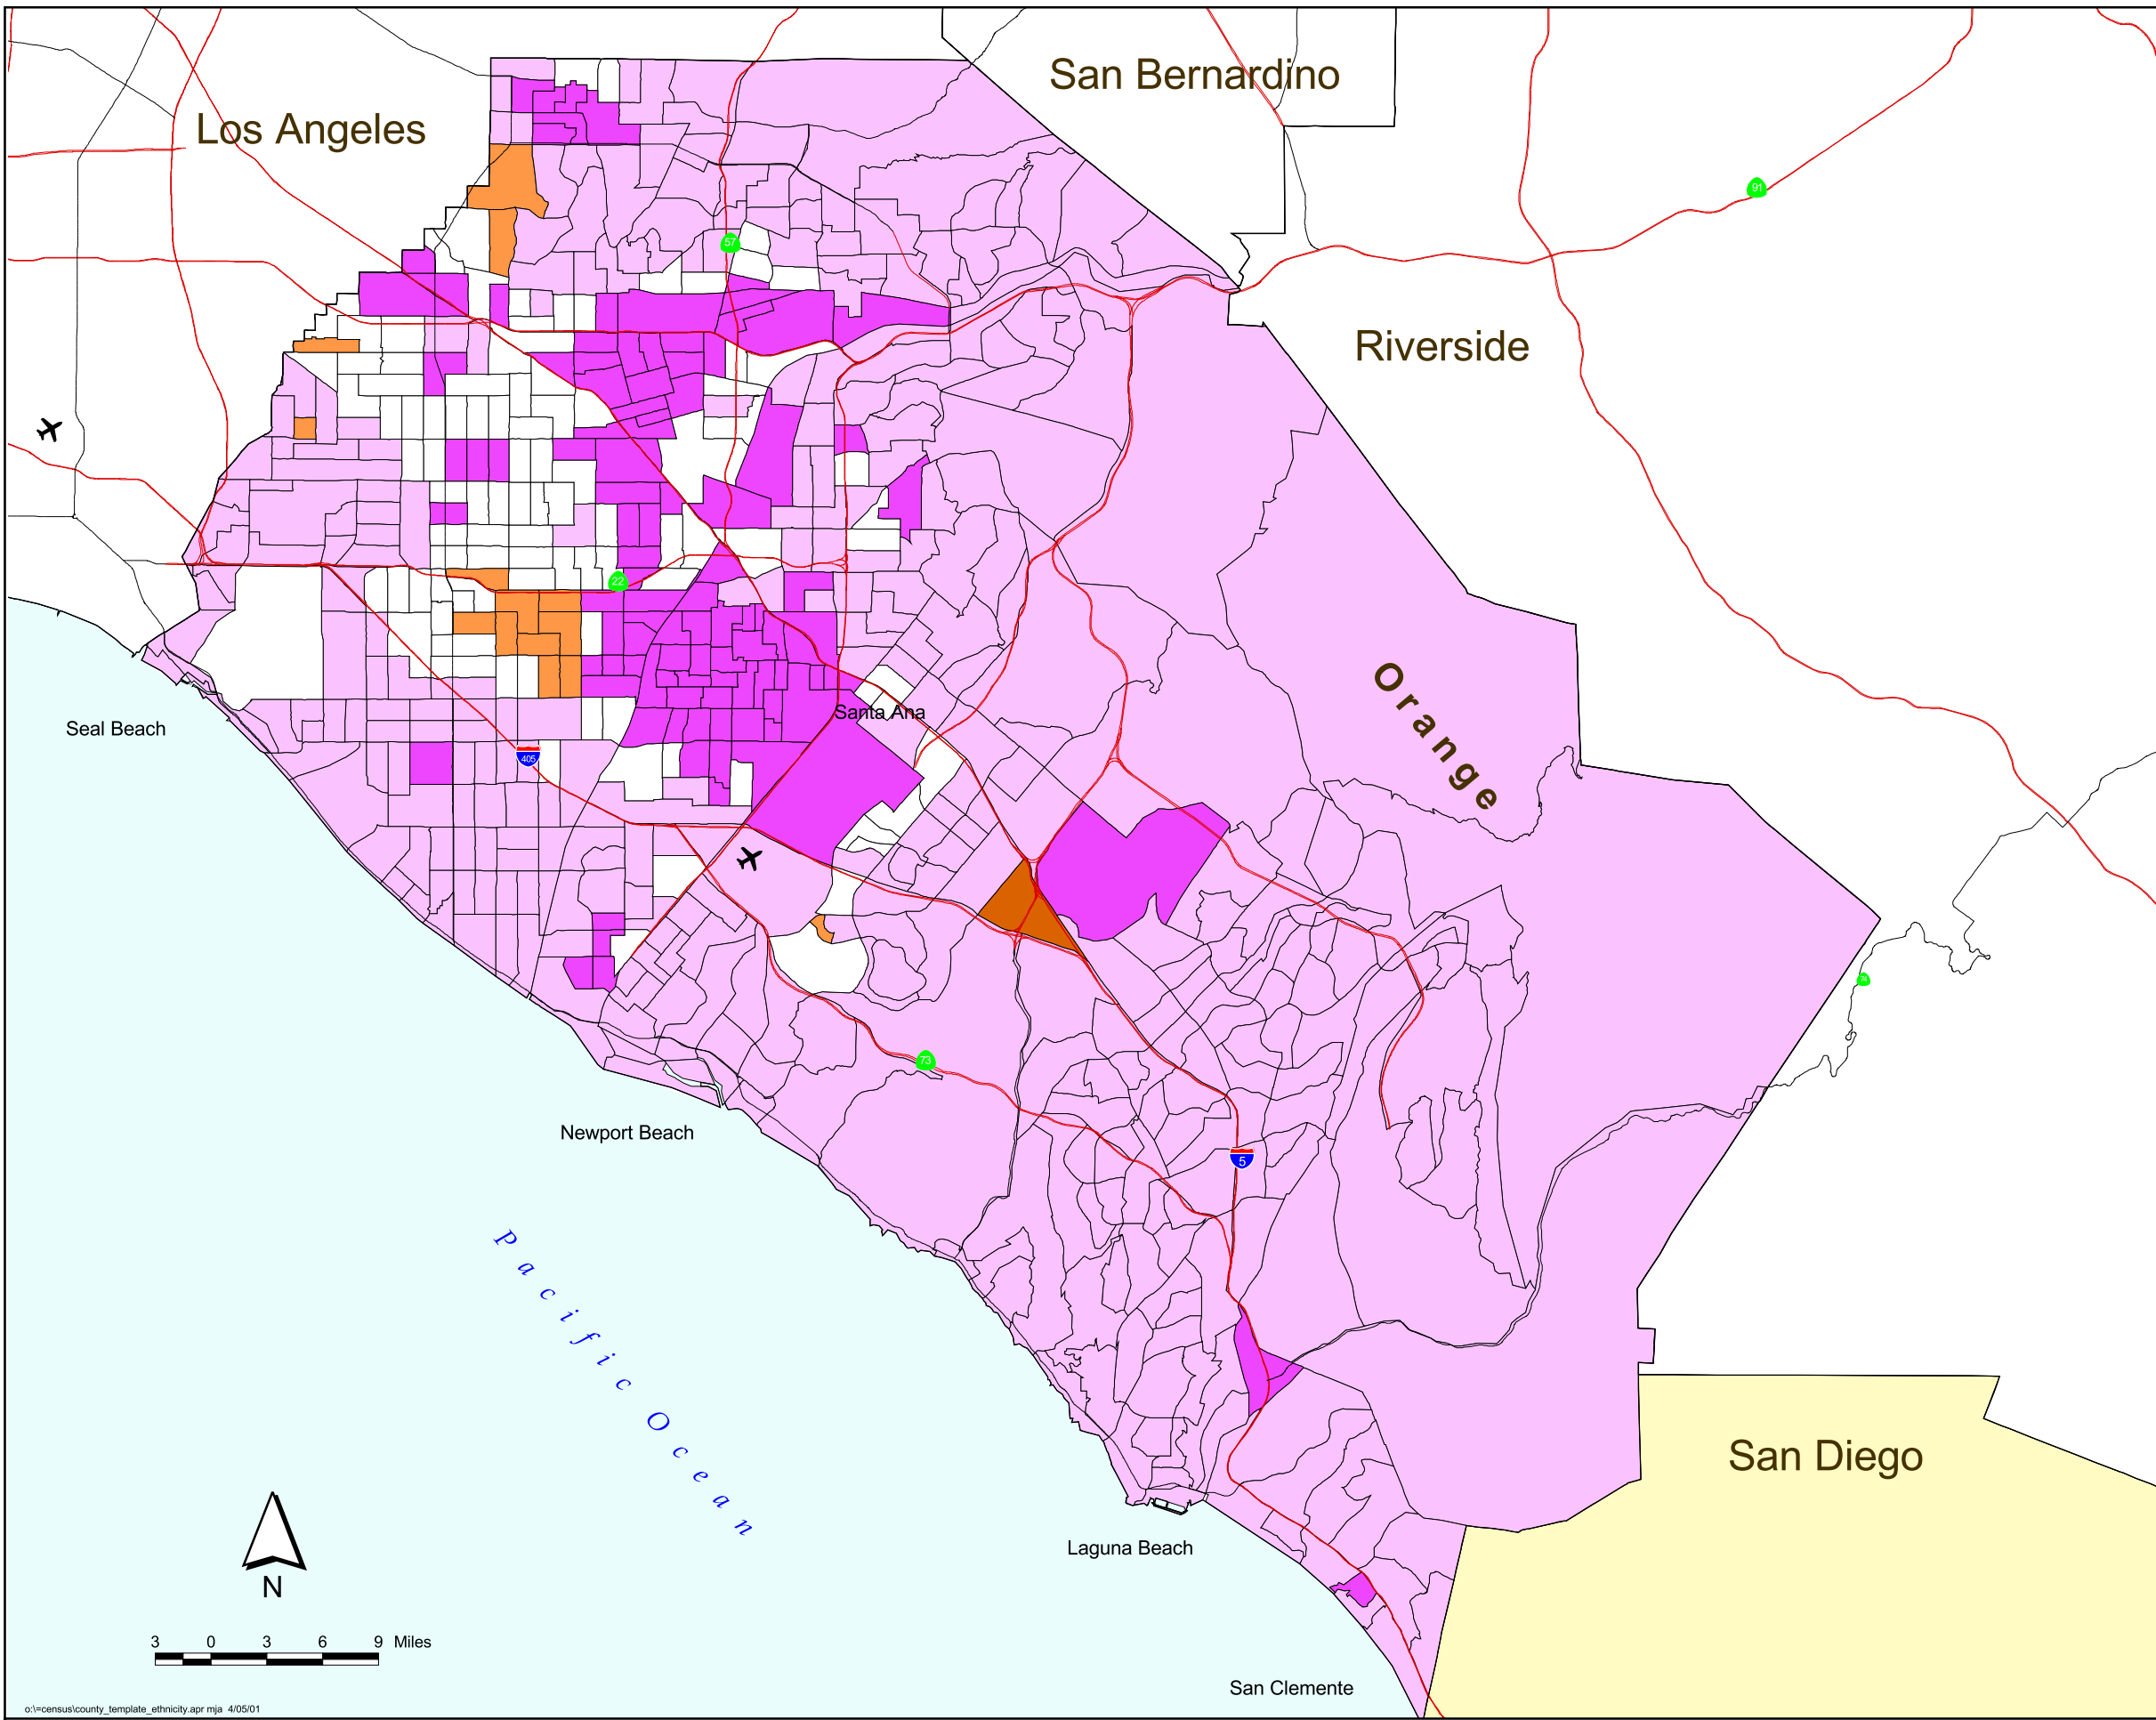 San Bernardino
Los Angeles
91
57
Riverside
22
Orange
Santa Ana
Seal Beach
405
73
Newport Beach
5
Pacific Ocean
San Diego
Laguna Beach
N
3 0 3 6 9 Miles
San Clemente
o:\=census\county_template_ethnicity.apr mja 4/05/01